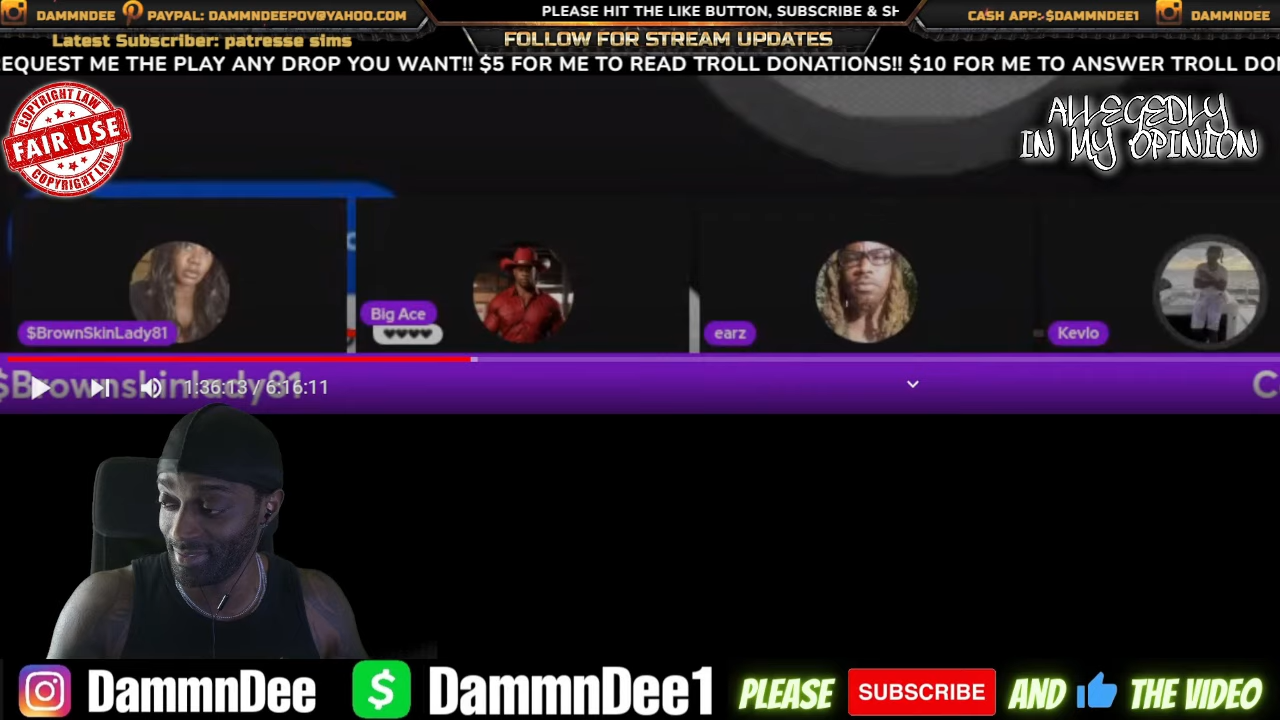 DAMMNDEE PAYPAL: DAMMNDEEPOV@YAHOO.COM
PLEASE HIT THE LIKE BUTTON, SUBSCRIBE & SH
CASH APP: $DAMMNDEE1 DAMMNDEE
Latest Subscriber: patresse sims
FOLLOW FOR STREAM UPDATES
EQUEST ME THE PLAY ANY DROP YOU WANT!! $5 FOR ME TO READ TROLL DONATIONS!! $10 FOR ME TO ANSWER TROLL DO
COPYRIGHT LAW
FAIR USE
COPYRIGHT LAW
ALLEGEDLY
IN MY OPINION
$BrownSkinLady81
Big Ace
earz
Kevlo
$Brownskinlady81
1:36:13 / 6:16:11
DammnDee
$ DammnDee1
PLEASE SUBSCRIBE AND THE VIDEO